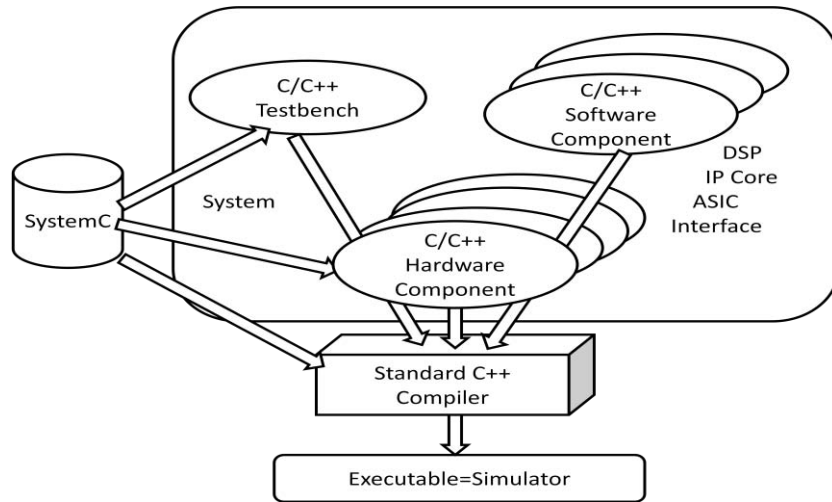 C/C++
Testbench
C/C++
Software
Component
DSP
IP Core
ASIC
Interface
SystemC
System
C/C++
Hardware
Component
Standard C++
Compiler
Executable=Simulator